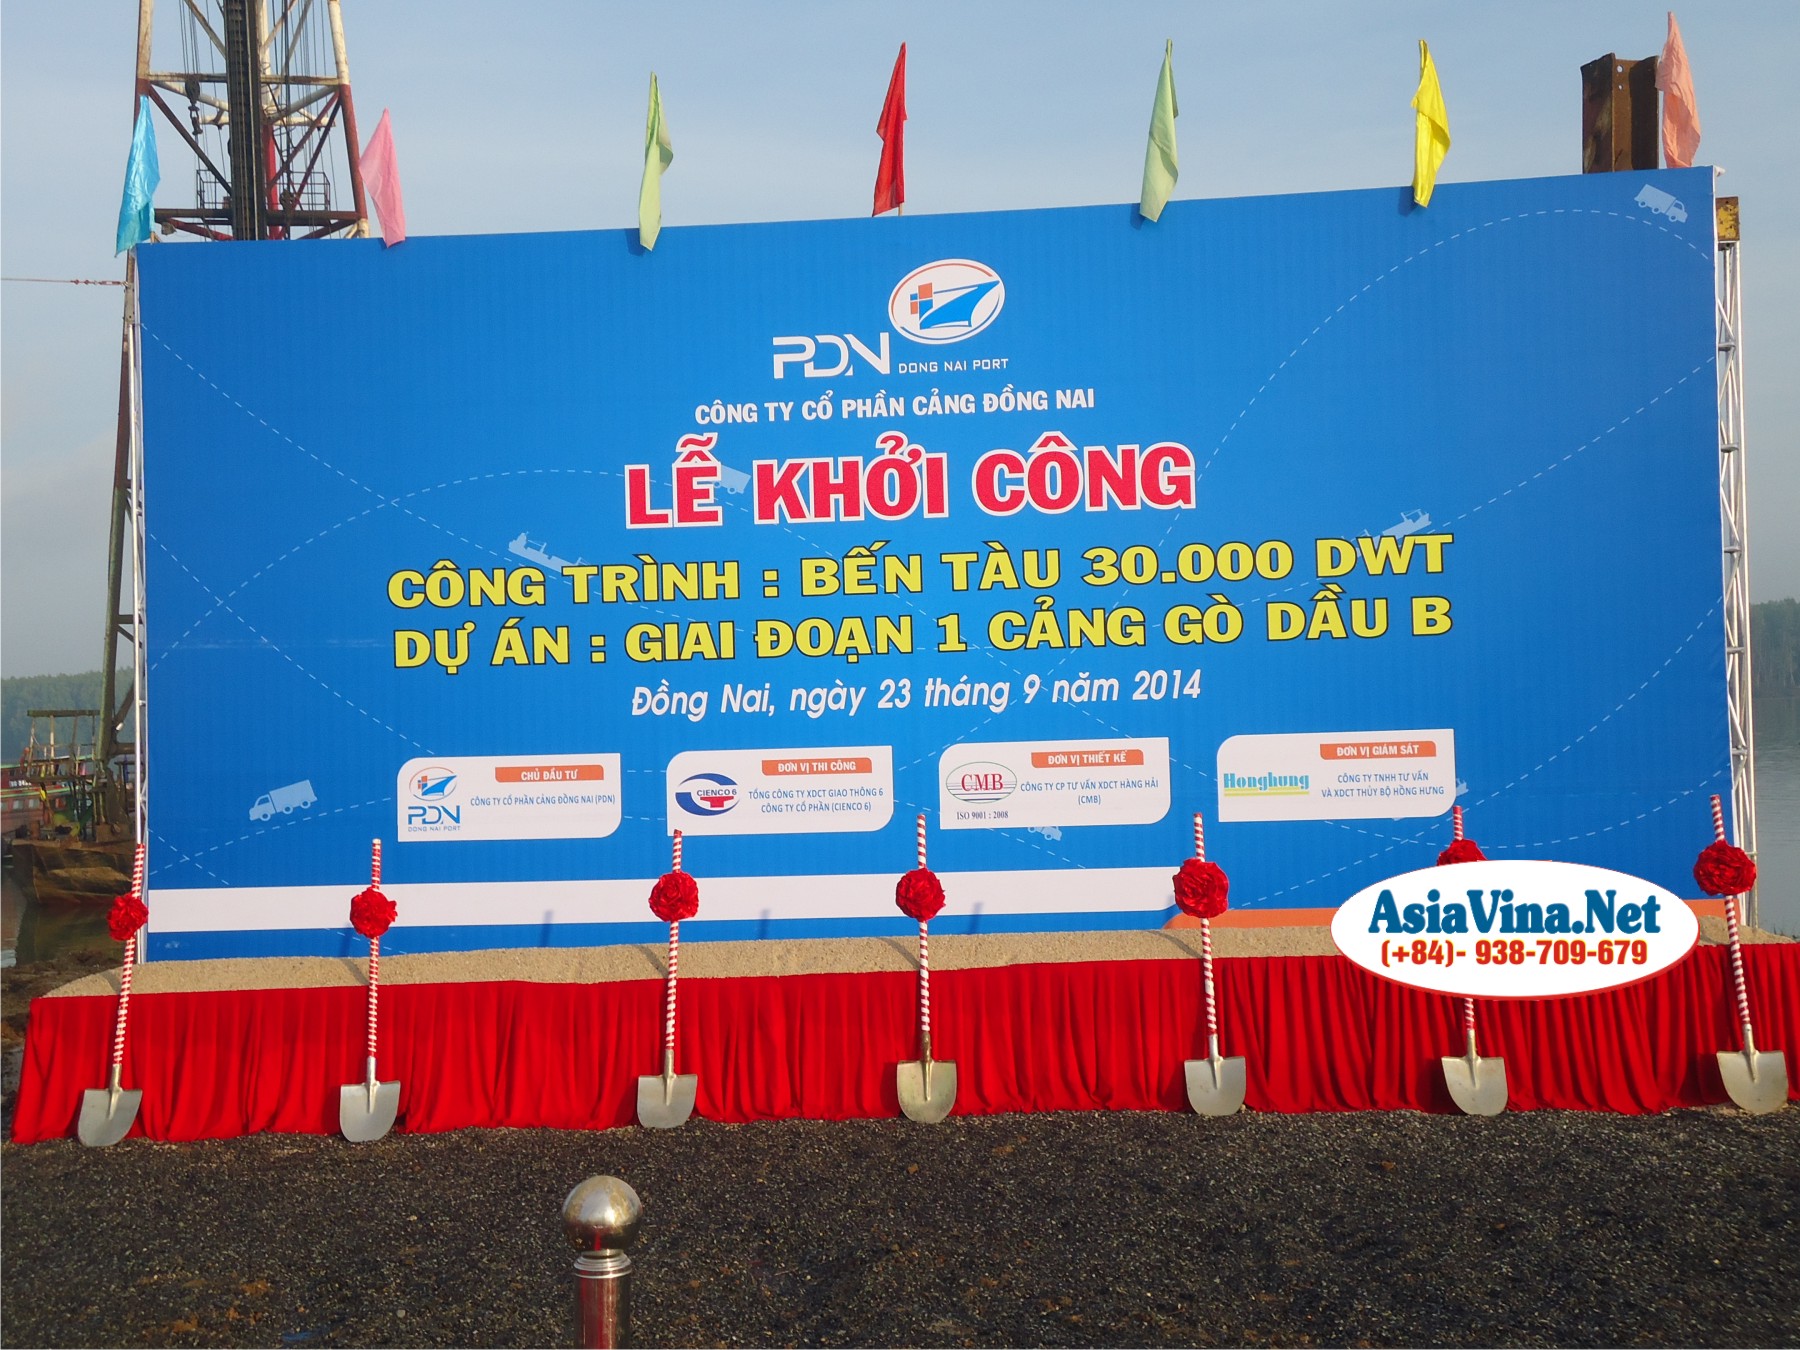 PDN DONG NAI PORT
CÔNG TY CỔ PHẦN CẢNG ĐỒNG NAI
LỄ KHỞI CÔNG
CÔNG TRÌNH : BẾN TÀU 30.000 DWT
DỰ ÁN : GIAI ĐOẠN 1 CẢNG GÒ DẦU B
Đồng Nai, ngày 23 tháng 9 năm 2014
CHỦ ĐẦU TƯ
CÔNG TY CỔ PHẦN CẢNG ĐỒNG NAI (PDN)
PDN
DONG NAI PORT
ĐƠN VỊ THI CÔNG
CIENCO 6
TỔNG CÔNG TY XDCT GIAO THÔNG 6
CÔNG TY CỔ PHẦN (CIENCO 6)
ĐƠN VỊ THIẾT KẾ
CMB
CÔNG TY CP TƯ VẤN XDCT HÀNG HẢI
(CMB)
ISO 9001 : 2008
ĐƠN VỊ GIÁM SÁT
Honghung
CÔNG TY TNHH TƯ VẤN
VÀ XDCT THỦY BỘ HỒNG HƯNG
AsiaVina.Net
(+84)- 938-709-679